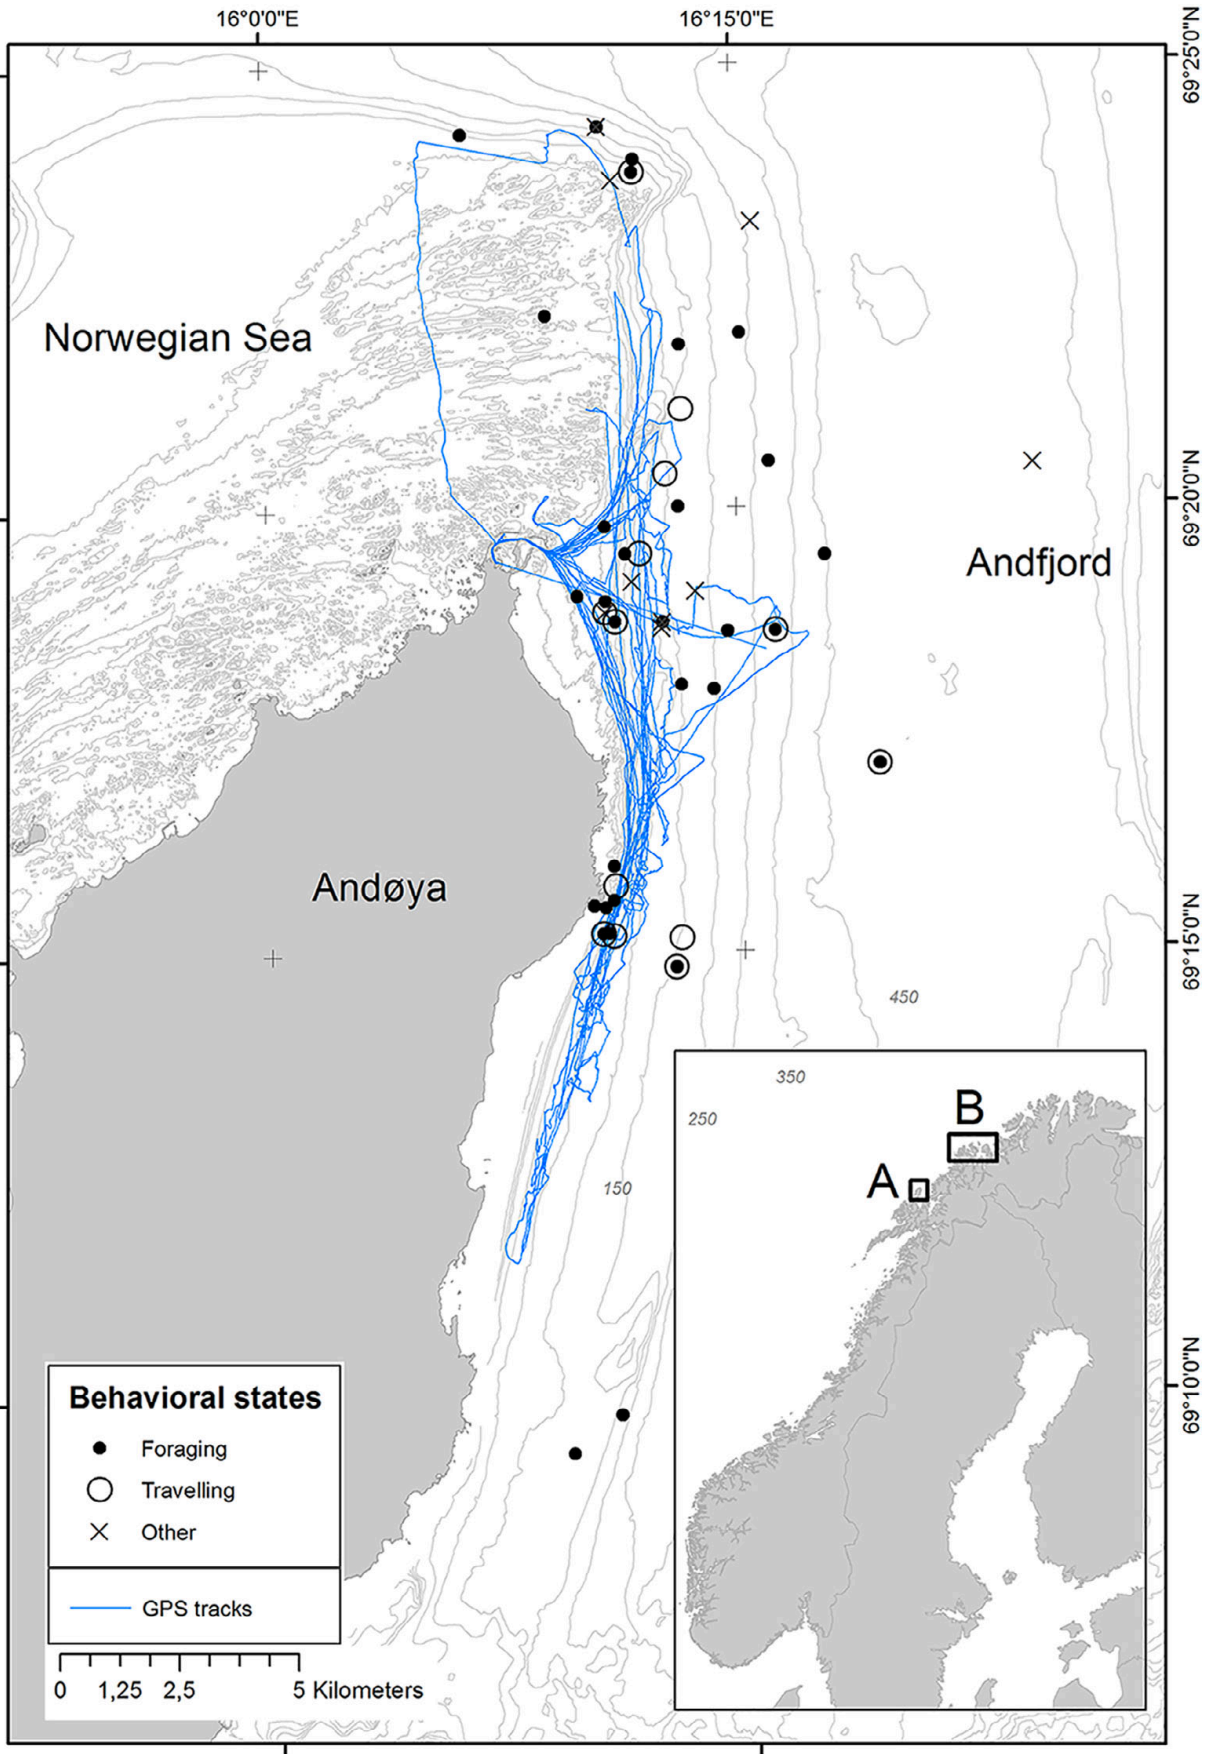 16°0'0"E
16°15'0"E
69°25'0"N
Norwegian Sea
69°20'0"N
Andfjord
Andøya
69°15'0"N
450
350
250
B
A
150
69°10'0"N
Behavioral states
Foraging
Travelling
Other
GPS tracks
0 1,25 2,5 5 Kilometers